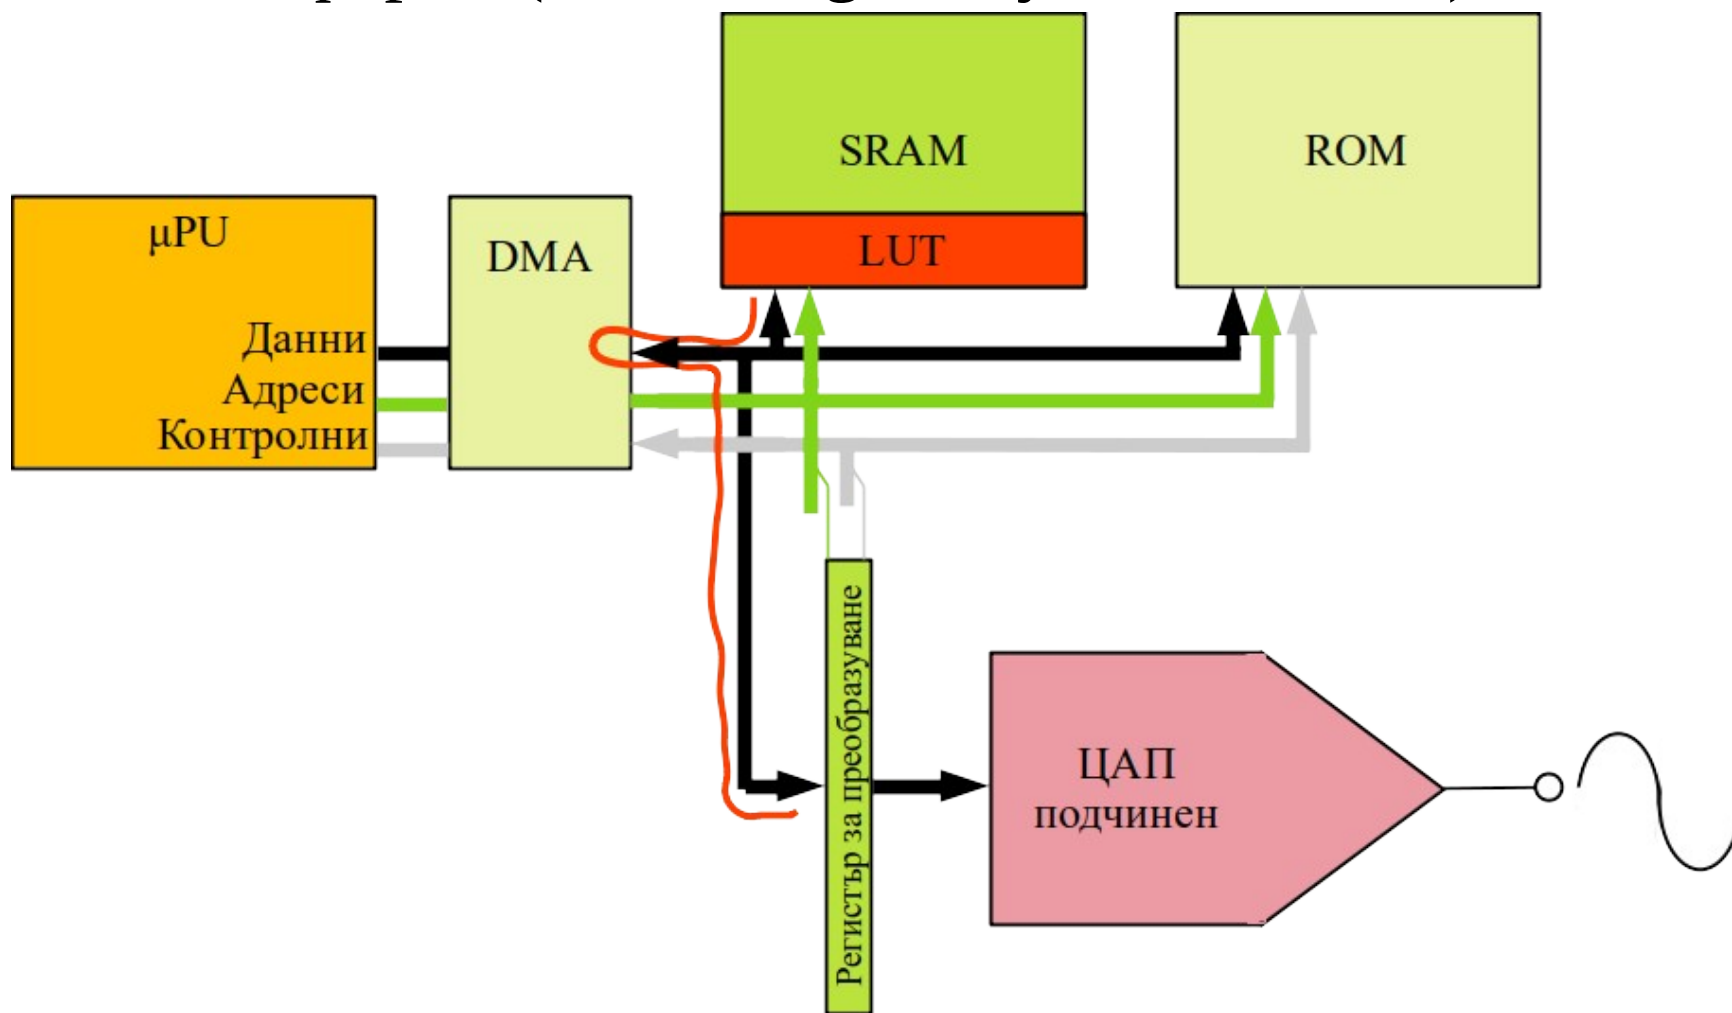 μPU
Данни
Адреси
Контролни
DMA
SRAM
LUT
ROM
Регистър за преобразуване
ЦАП
подчинен